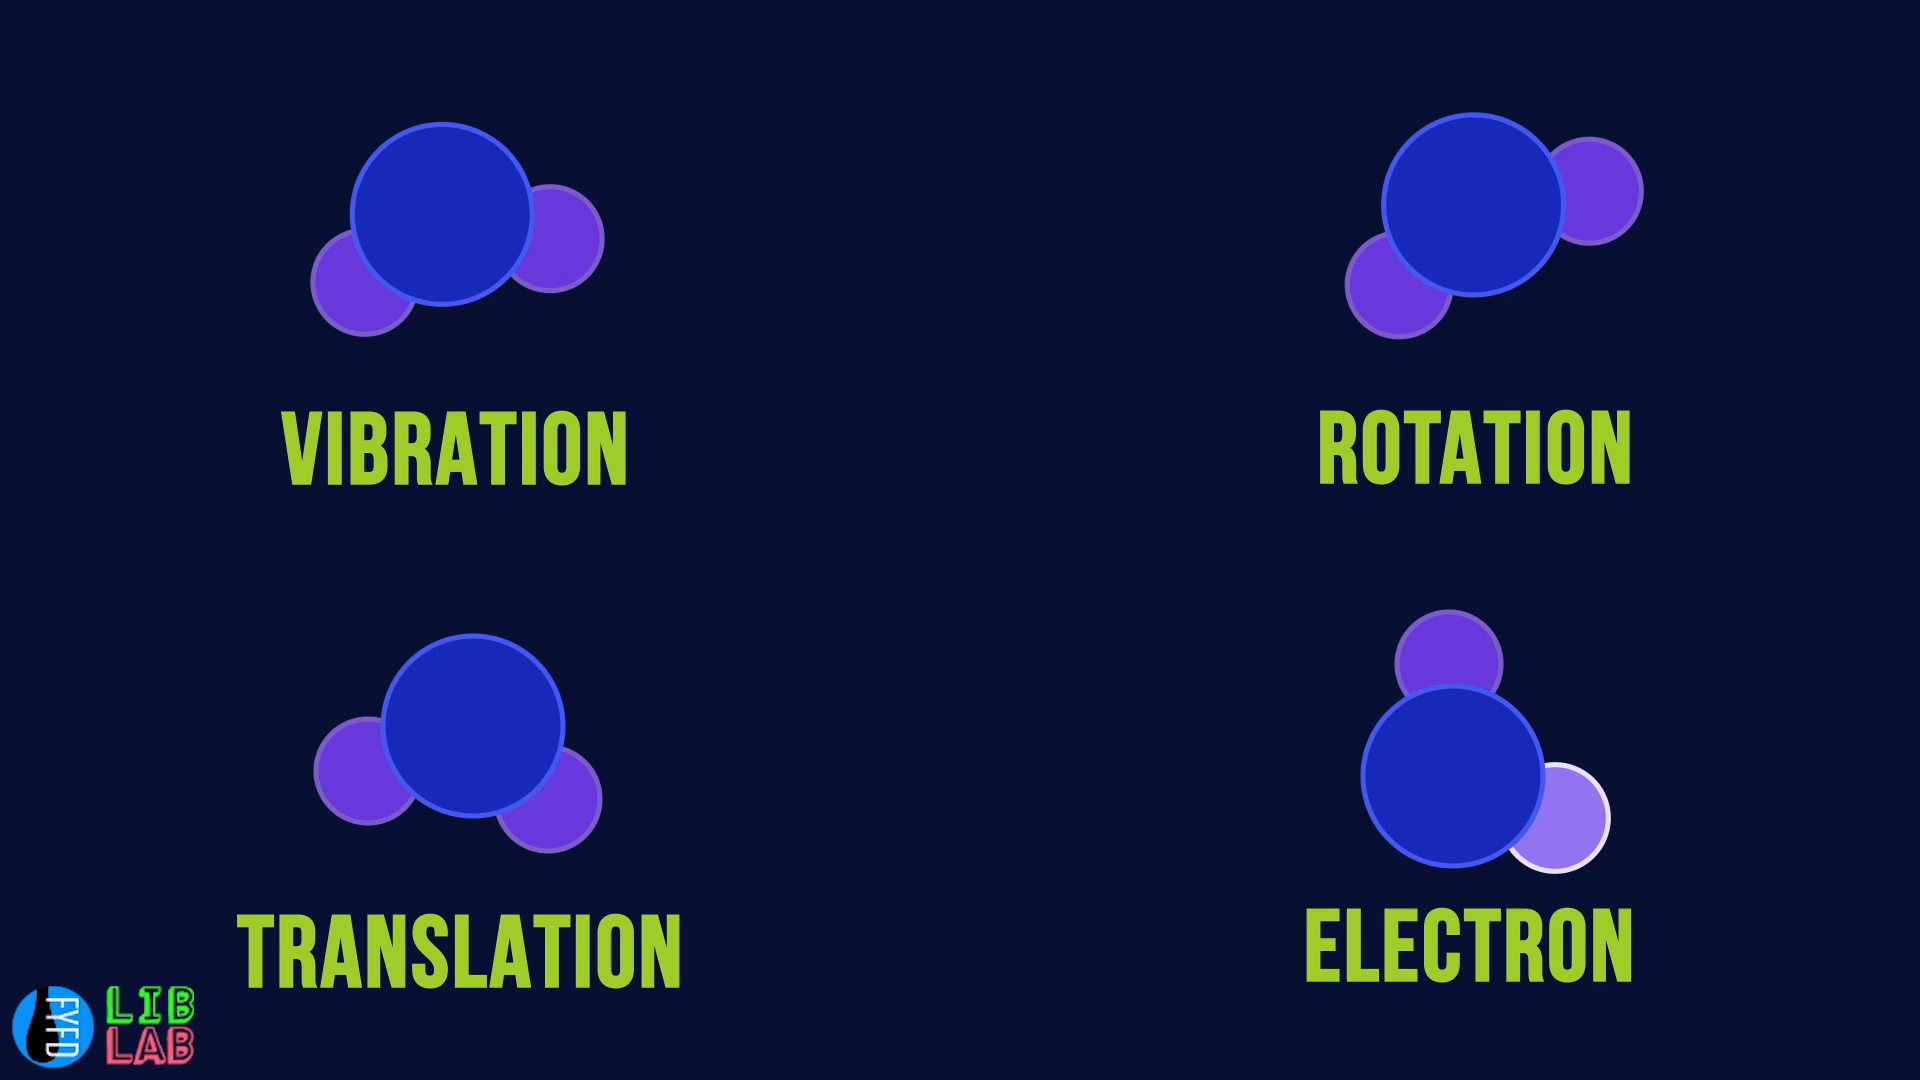 VIBRATION
ROTATION
TRANSLATION
ELECTRON
FYFD
LIB
LAB